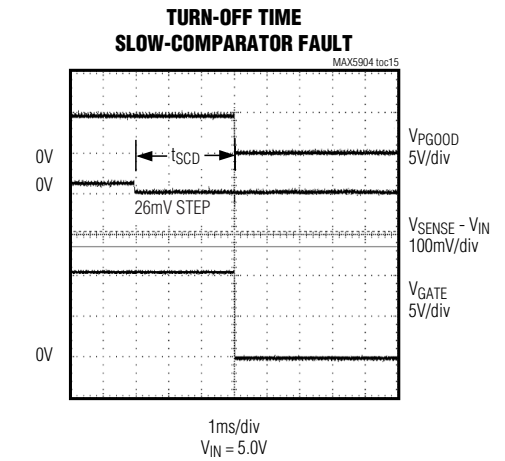 TURN-OFF TIME
SLOW-COMPARATOR FAULT
MAX5904 toc15
VPGOOD
5V/div
0V
tSCD
0V
26mV STEP
VSENSE - VIN
100mV/div
VGATE
5V/div
0V
1ms/div
VIN = 5.0V